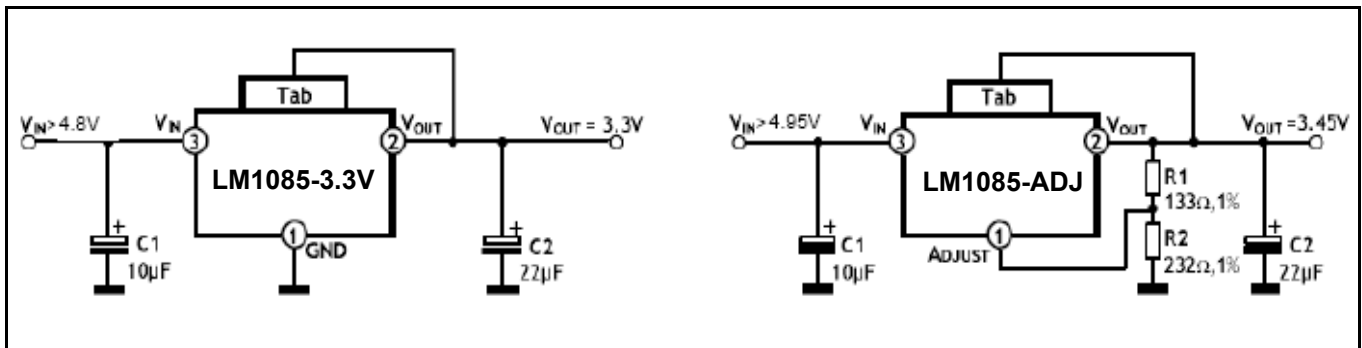 Tab
V_IN>4.8V
V_IN
V_OUT
V_OUT = 3.3V
3
2
LM1085-3.3V
1
GND
+
C1
10µF
+
C2
22µF
Tab
V_IN>4.95V
V_IN
V_OUT
V_OUT =3.45V
3
2
LM1085-ADJ
R1
133Ω,1%
1
ADJUST
R2
232Ω,1%
+
C1
10µF
+
C2
22µF